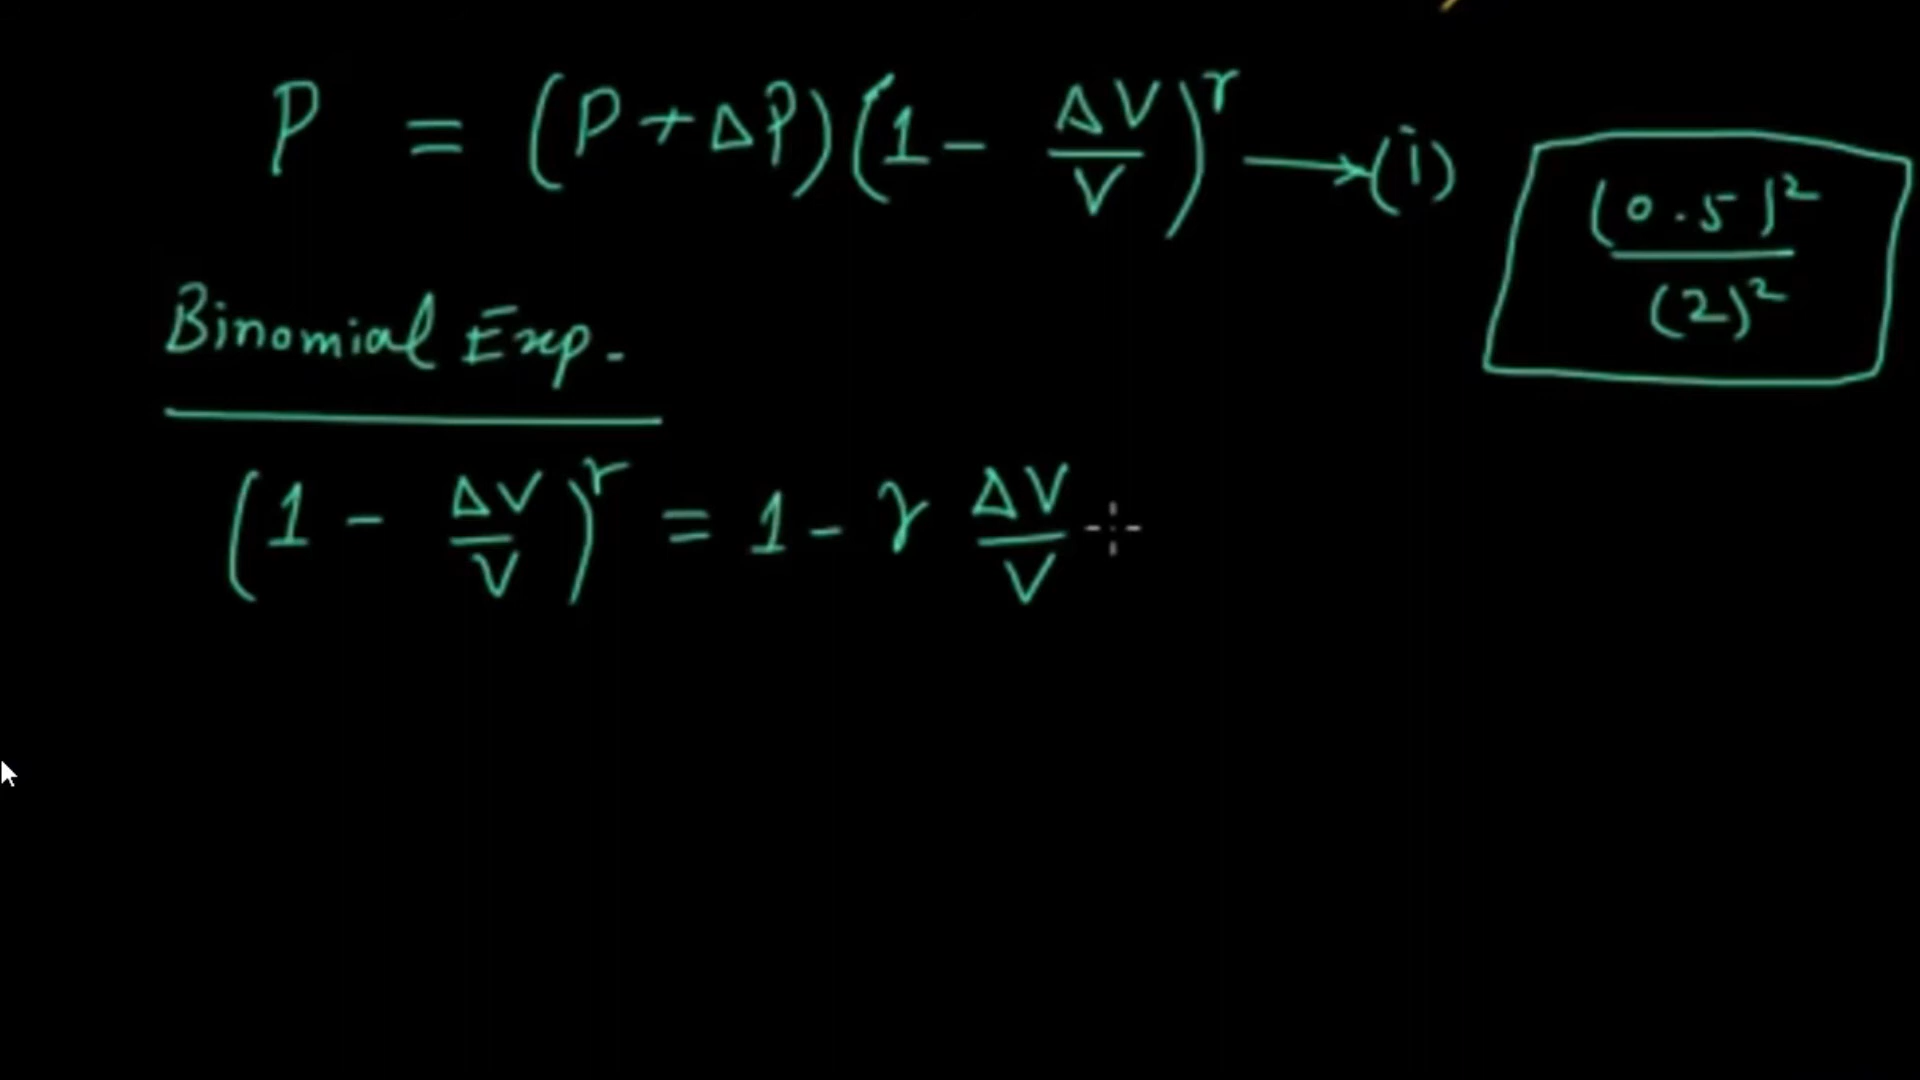 P = (P + ΔP)(1 - ΔV/V)^γ → (i)
(0.5)²/(2)²
Binomial Exp.
(1 - ΔV/V)^γ = 1 - γ ΔV/V